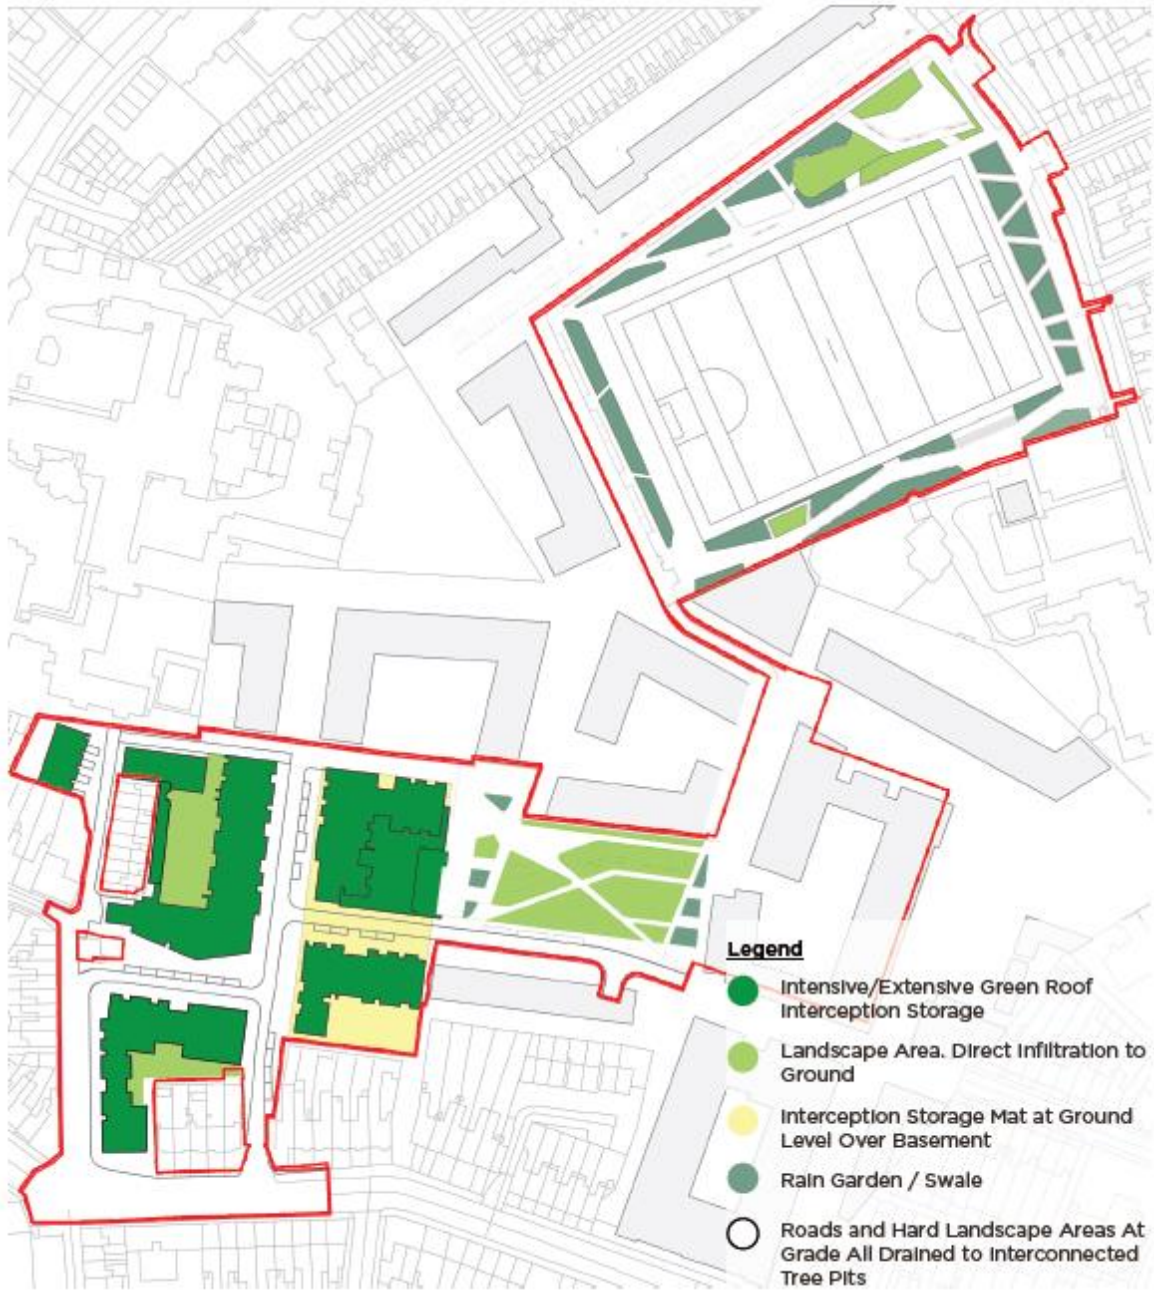 Legend
Intensive/Extensive Green Roof
Interception Storage
Landscape Area. Direct Infiltration to
Ground
Interception Storage Mat at Ground
Level Over Basement
Rain Garden / Swale
Roads and Hard Landscape Areas At
Grade All Drained to Interconnected
Tree Pits